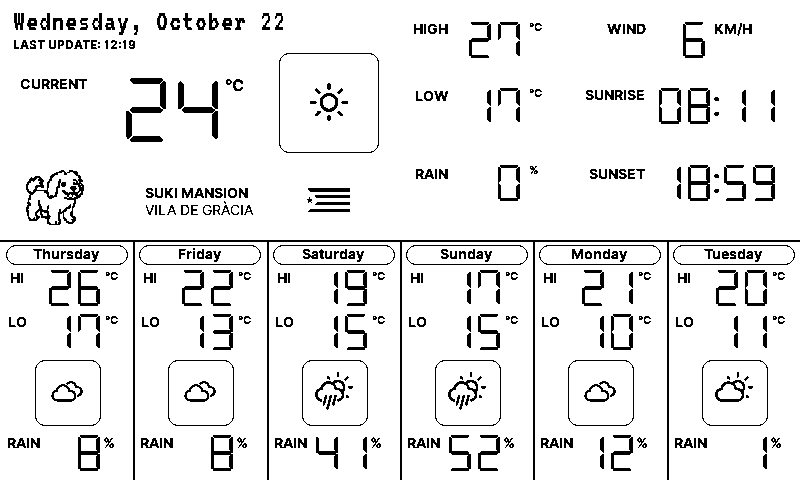 Wednesday, October 22
LAST UPDATE: 12:19
CURRENT 24 °C
HIGH 27 °C
WIND 6 KM/H
LOW 17 °C
SUNRISE 08:11
RAIN 0 %
SUNSET 18:59
SUKI MANSION
VILA DE GRÀCIA
Thursday
HI 26 °C
LO 17 °C
RAIN 8 %
Friday
HI 22 °C
LO 13 °C
RAIN 8 %
Saturday
HI 19 °C
LO 15 °C
RAIN 41 %
Sunday
HI 17 °C
LO 15 °C
RAIN 52 %
Monday
HI 21 °C
LO 10 °C
RAIN 12 %
Tuesday
HI 20 °C
LO 11 °C
RAIN 1 %